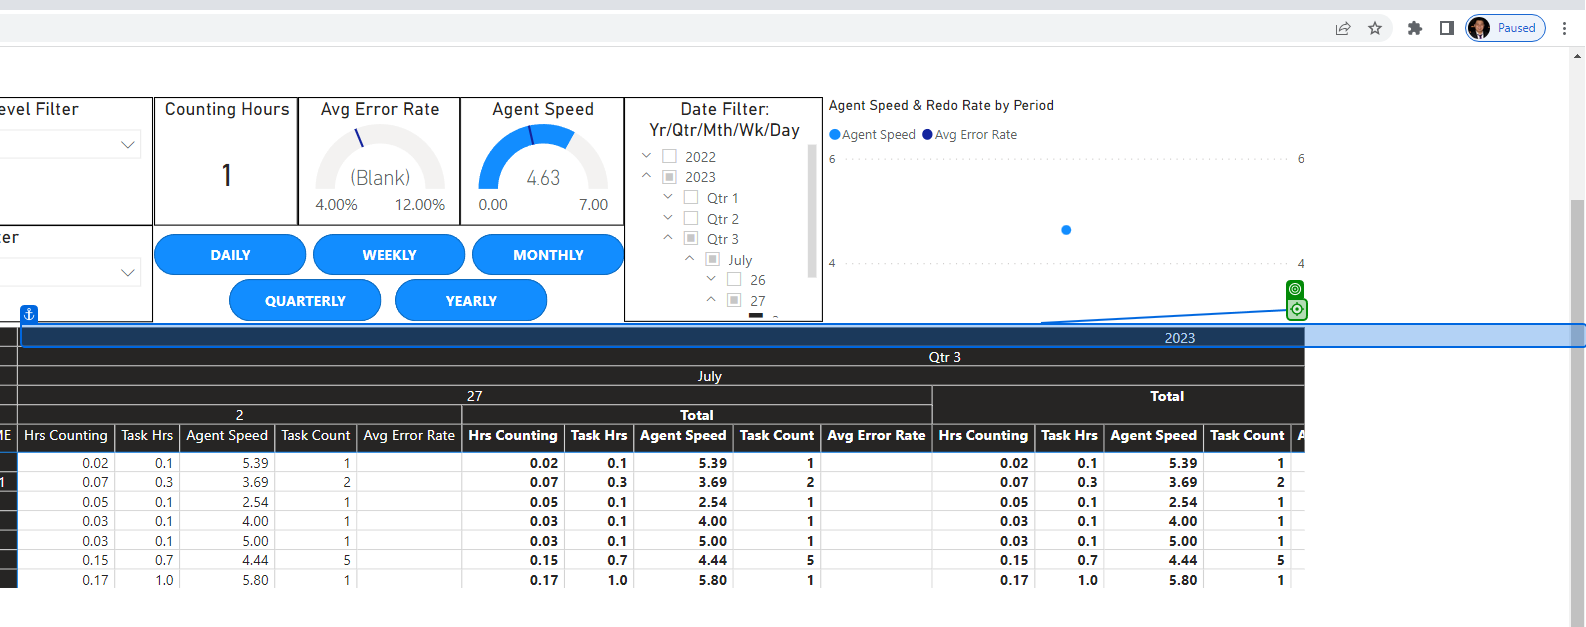 Paused
evel Filter
Counting Hours
Avg Error Rate
Agent Speed
Date Filter:
Yr/Qtr/Mth/Wk/Day
Agent Speed & Redo Rate by Period
Agent Speed Avg Error Rate
1
(Blank)
4.00% 12.00%
4.63
0.00 7.00
2022
2023
Qtr 1
Qtr 2
Qtr 3
July
26
27
6 6
4 4
ter
DAILY WEEKLY MONTHLY
QUARTERLY YEARLY
2023
Qtr 3
July
27 Total
2 Total
ME Hrs Counting Task Hrs Agent Speed Task Count Avg Error Rate Hrs Counting Task Hrs Agent Speed Task Count Avg Error Rate Hrs Counting Task Hrs Agent Speed Task Count A
0.02 0.1 5.39 1 0.02 0.1 5.39 1 0.02 0.1 5.39 1
1 0.07 0.3 3.69 2 0.07 0.3 3.69 2 0.07 0.3 3.69 2
0.05 0.1 2.54 1 0.05 0.1 2.54 1 0.05 0.1 2.54 1
0.03 0.1 4.00 1 0.03 0.1 4.00 1 0.03 0.1 4.00 1
0.03 0.1 5.00 1 0.03 0.1 5.00 1 0.03 0.1 5.00 1
0.15 0.7 4.44 5 0.15 0.7 4.44 5 0.15 0.7 4.44 5
0.17 1.0 5.80 1 0.17 1.0 5.80 1 0.17 1.0 5.80 1